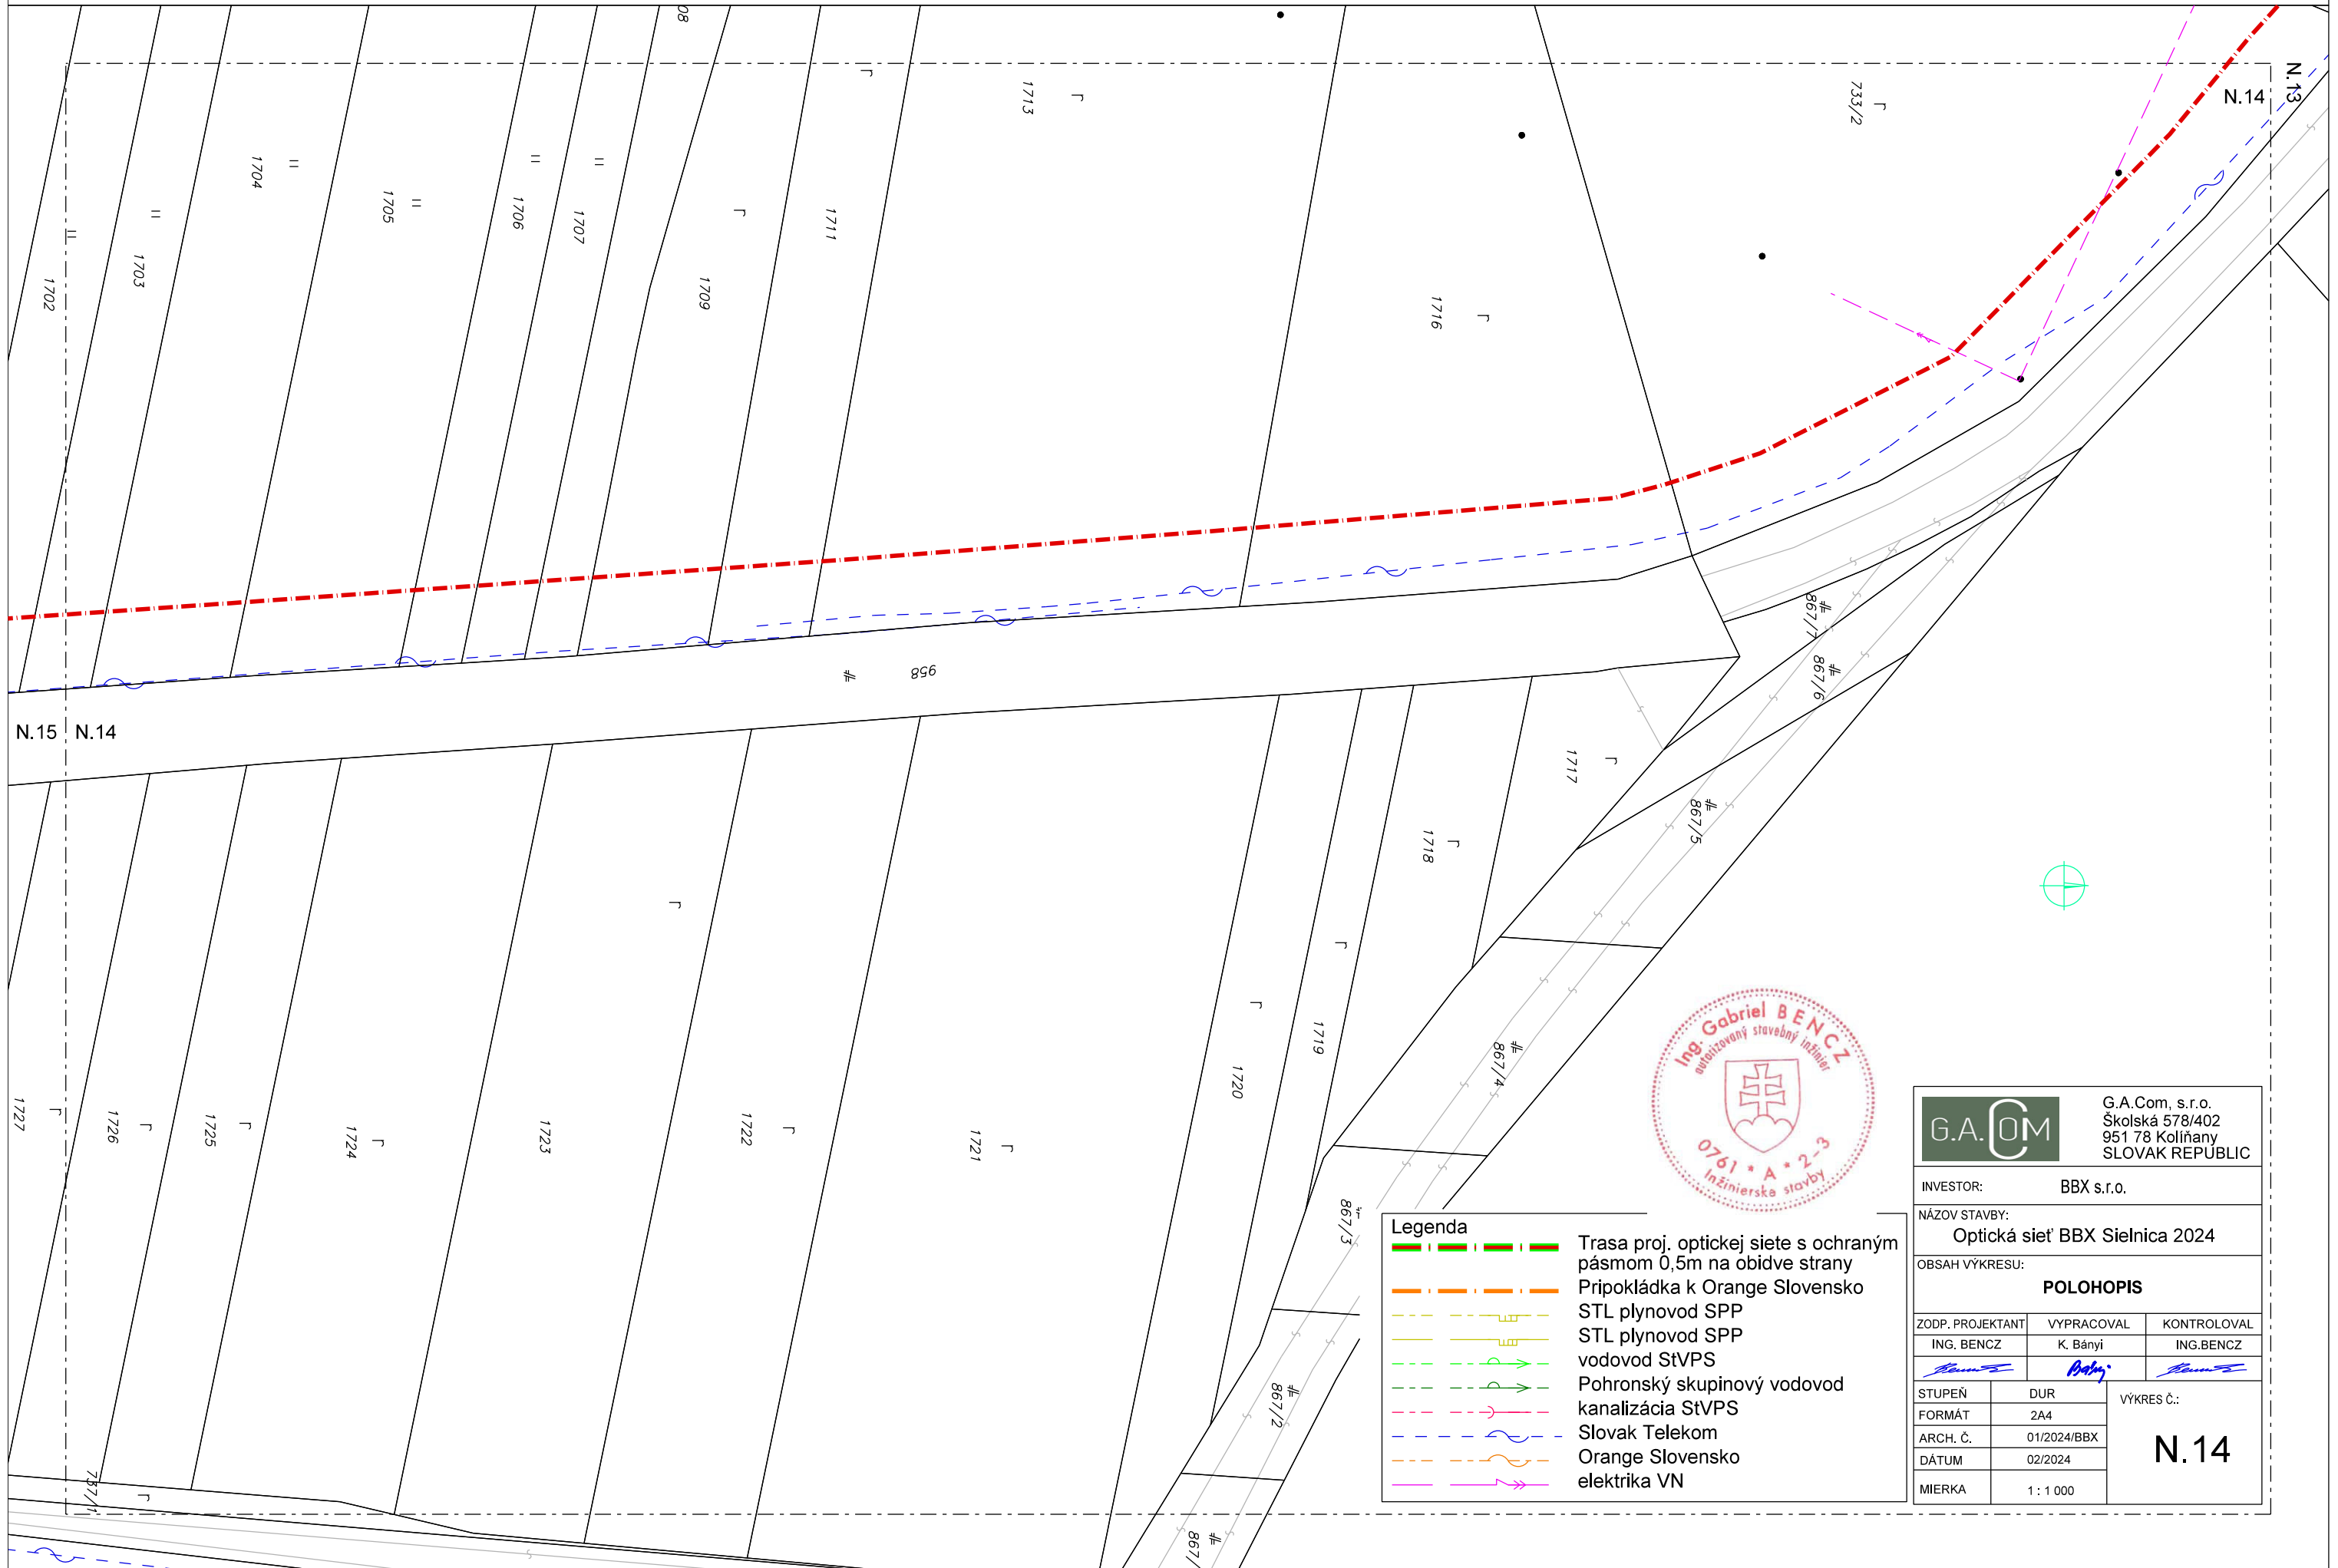 08
1713
733/2
N.13
N.14
1704
1705
1706
1707
1711
1703
1702
1709
1716
867/7
867/6
958
N.15
N.14
1717
867/5
1718
1719
1720
867/4
1727
1726
1725
1724
1723
1722
1721
867/3
867/2
867/
737/1
Ing. Gabriel BENCZ
autorizovaný stavebný inžinier
0761 * A * 2-3
Inžinierske stavby
Legenda
Trasa proj. optickej siete s ochraným
pásmom 0,5m na obidve strany
Pripokládka k Orange Slovensko
STL plynovod SPP
STL plynovod SPP
vodovod StVPS
Pohronský skupinový vodovod
kanalizácia StVPS
Slovak Telekom
Orange Slovensko
elektrika VN
G.A.COM
G.A.Com, s.r.o.
Školská 578/402
951 78 Kolíňany
SLOVAK REPUBLIC
INVESTOR: BBX s.r.o.
NÁZOV STAVBY:
Optická sieť BBX Sielnica 2024
OBSAH VÝKRESU:
POLOHOPIS
ZODP. PROJEKTANT VYPRACOVAL KONTROLOVAL
ING. BENCZ K. Bányi ING.BENCZ
STUPEŇ DUR
FORMÁT 2A4
ARCH. Č. 01/2024/BBX
DÁTUM 02/2024
MIERKA 1 : 1 000
VÝKRES Č.:
N.14